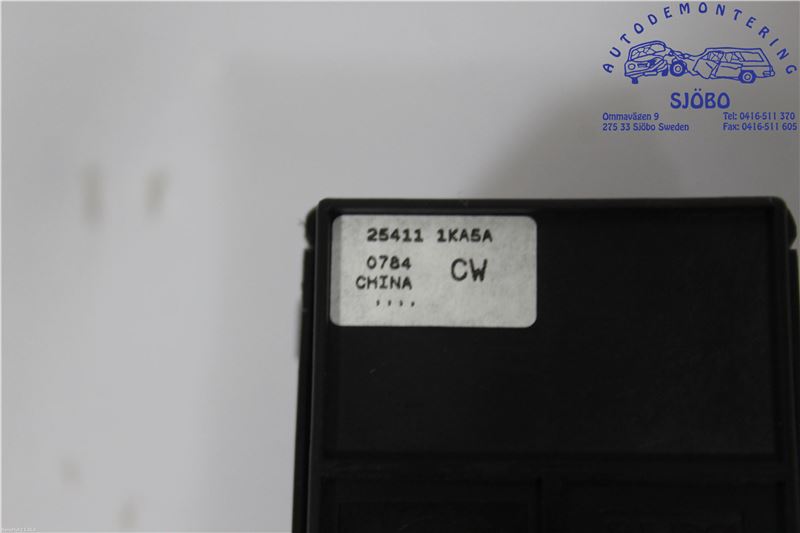 AUTODEMONTERING
SJÖBO
Ommavägen 9 Tel: 0416-511 370
275 33 Sjöbo Sweden Fax: 0416-511 605
25411 1KA5A
0784 CW
CHINA
,,,,